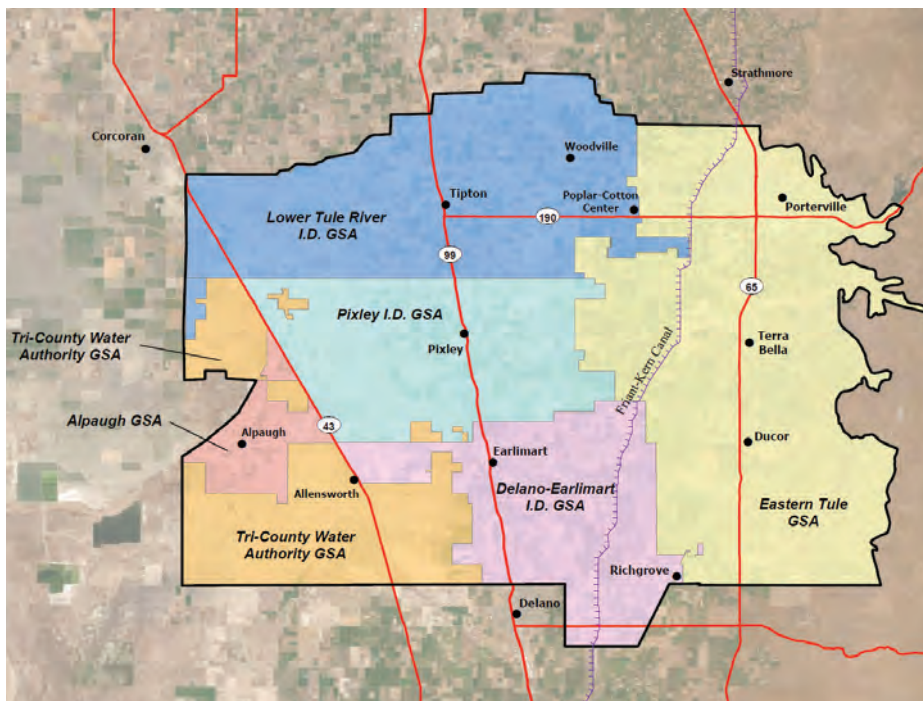 Strathmore
Corcoran
Woodville
Tipton
Poplar-Cotton
Center
Porterville
190
Lower Tule River
I.D. GSA
99
65
Pixley I.D. GSA
Tri-County Water
Authority GSA
Pixley
Terra
Bella
Friant-Kern Canal
Alpaugh GSA
43
Alpaugh
Ducor
Earlimart
Allensworth
Delano-Earlimart
I.D. GSA
Eastern Tule
GSA
Tri-County Water
Authority GSA
Richgrove
Delano